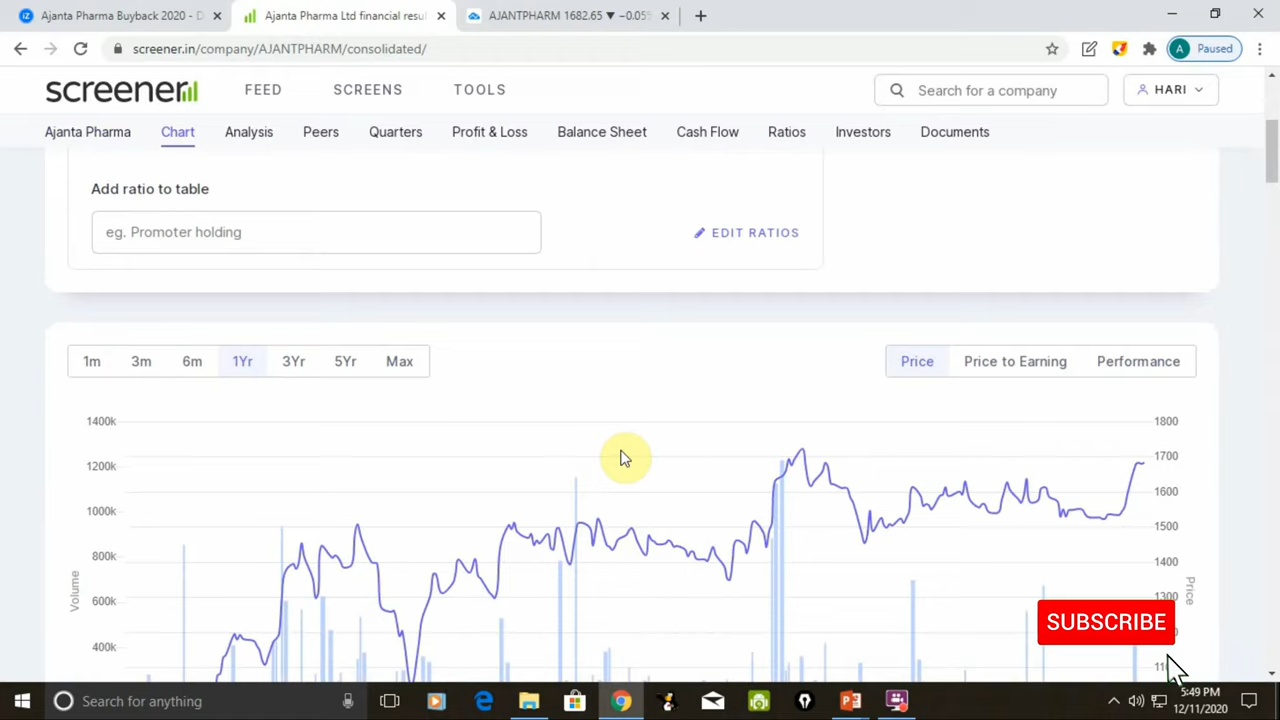 Ajanta Pharma Buyback 2020 - D
Ajanta Pharma Ltd financial resul
AJANTPHARM 1682.65 ▼ −0.05%
screener.in/company/AJANTPHARM/consolidated/
A Paused
screener
FEED
SCREENS
TOOLS
Search for a company
HARI
Ajanta Pharma
Chart
Analysis
Peers
Quarters
Profit & Loss
Balance Sheet
Cash Flow
Ratios
Investors
Documents
Add ratio to table
eg. Promoter holding
EDIT RATIOS
1m
3m
6m
1Yr
3Yr
5Yr
Max
Price
Price to Earning
Performance
1400k
1800
1700
1200k
1600
1000k
1500
800k
1400
Volume
Price
600k
1300
SUBSCRIBE
400k
Search for anything
5:49 PM
12/11/2020